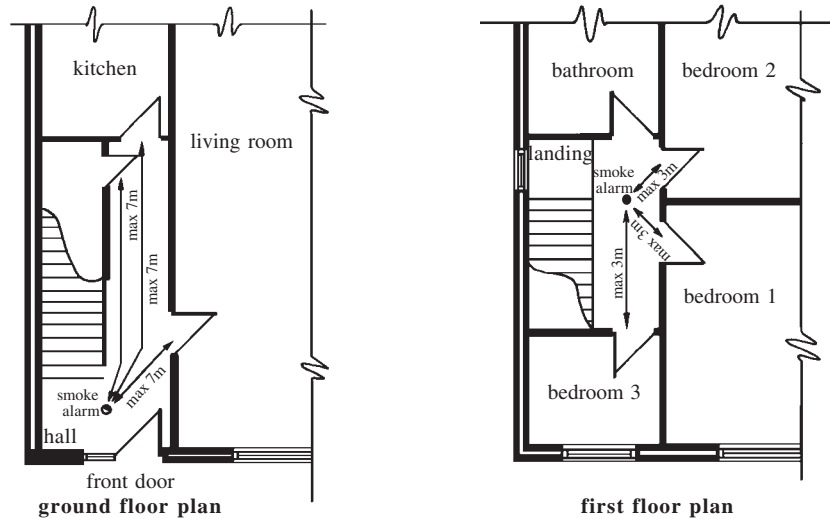 kitchen
living room
max 7m
max 7m
max 7m
smoke
alarm
hall
front door
ground floor plan
bathroom
bedroom 2
landing
smoke
alarm
max 3m
max 3m
max 3m
bedroom 1
bedroom 3
first floor plan